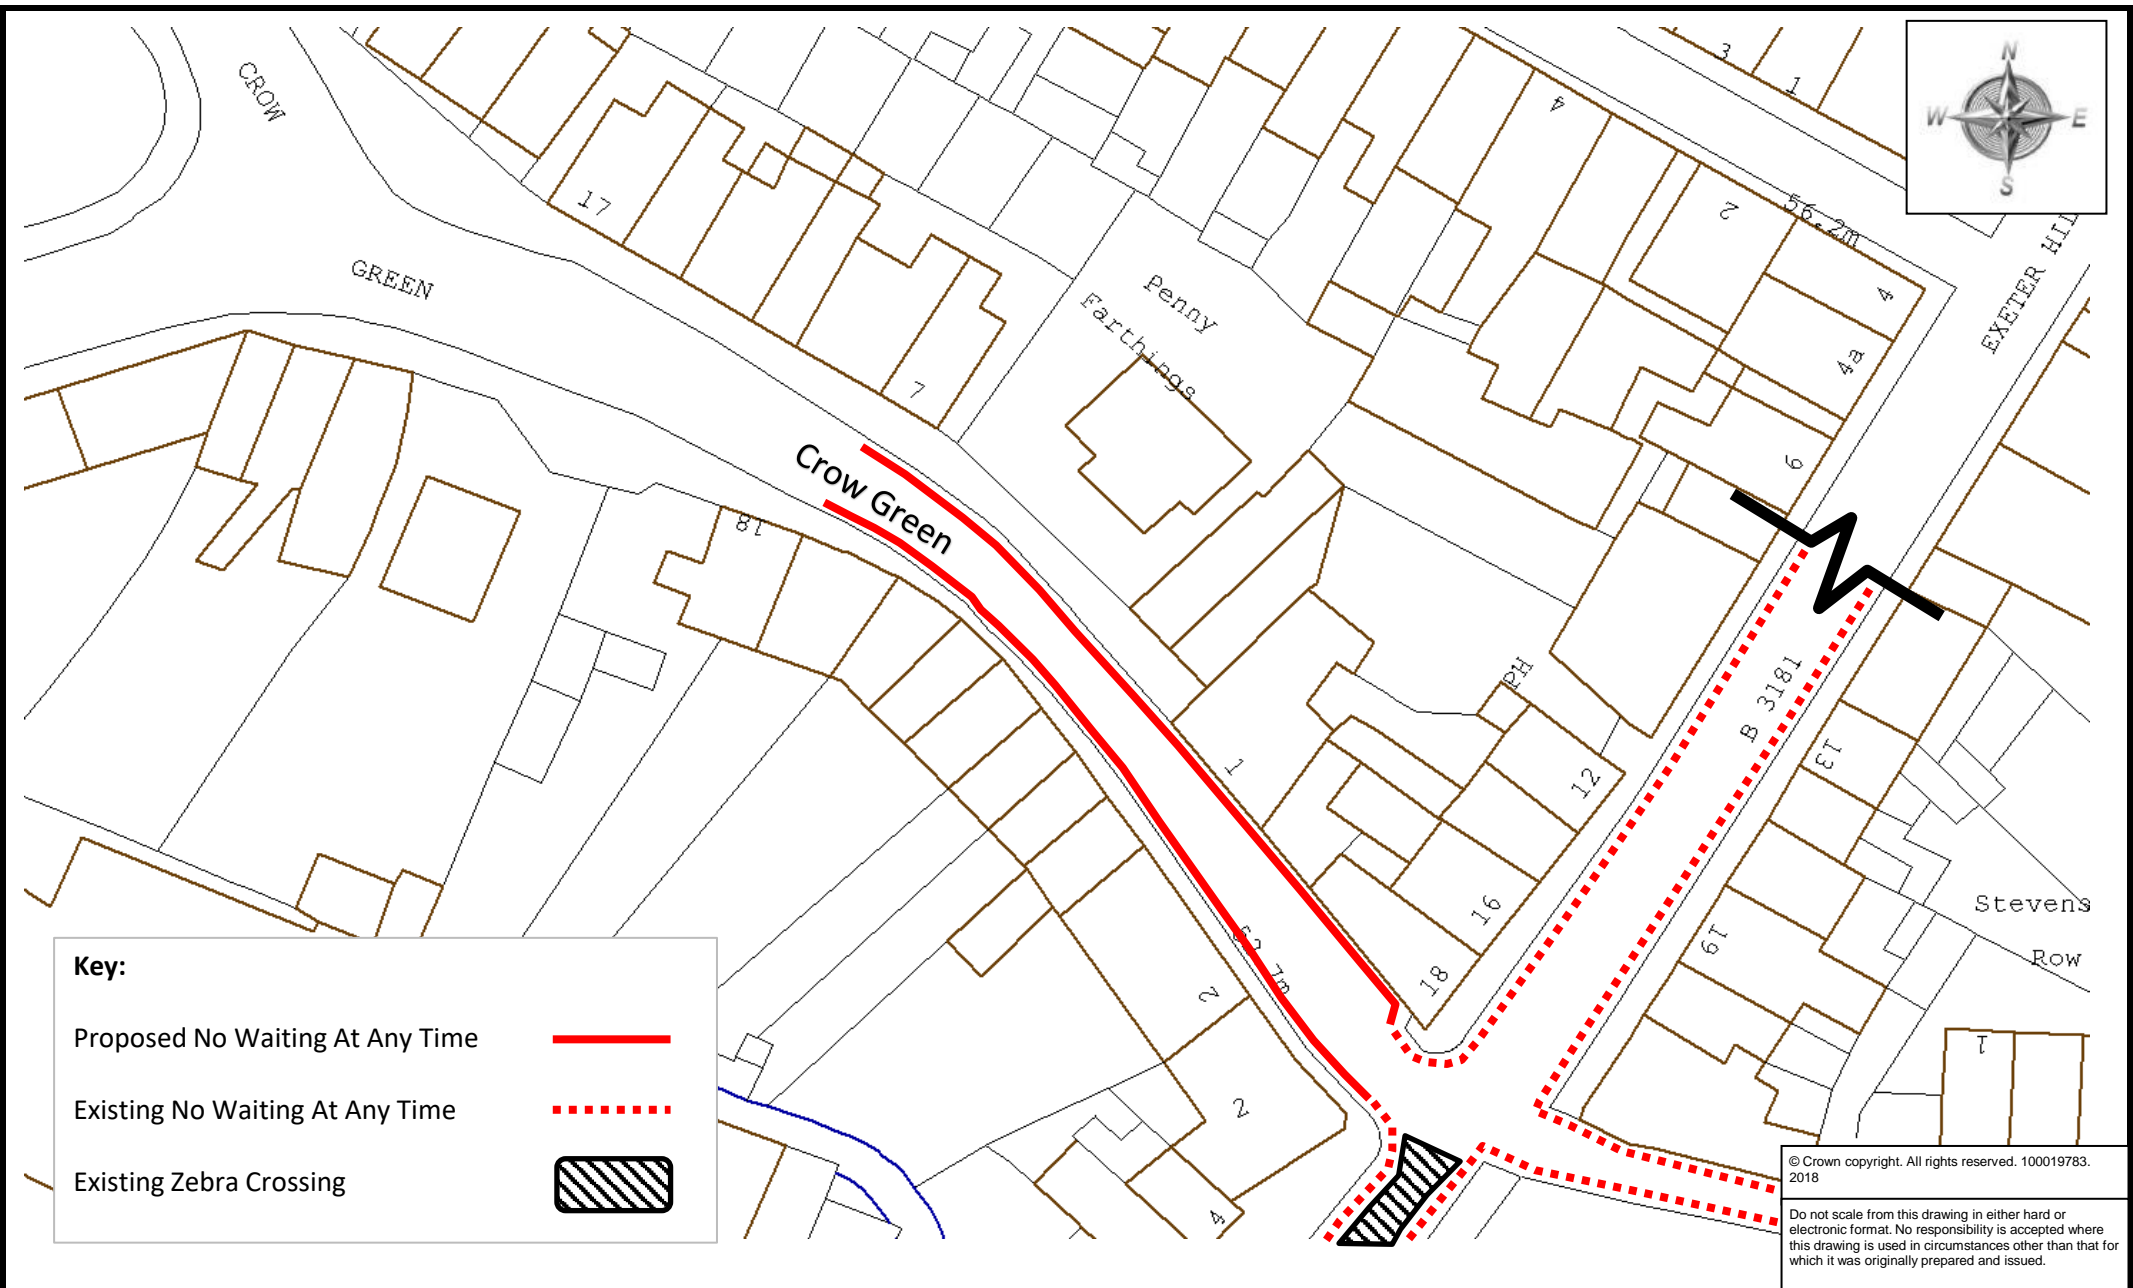 CROW
GREEN
17
7
Penny
Farthings
3
1
4
2
56.2m
4
4a
6
EXETER HIL
N
W
E
S
Crow Green
18
1
PH
12
16
18
B 3181
13
19
Stevens
Row
1
62.7m
2
2
4
Key:
Proposed No Waiting At Any Time
Existing No Waiting At Any Time
Existing Zebra Crossing
© Crown copyright. All rights reserved. 100019783.
2018
Do not scale from this drawing in either hard or
electronic format. No responsibility is accepted where
this drawing is used in circumstances other than that for
which it was originally prepared and issued.